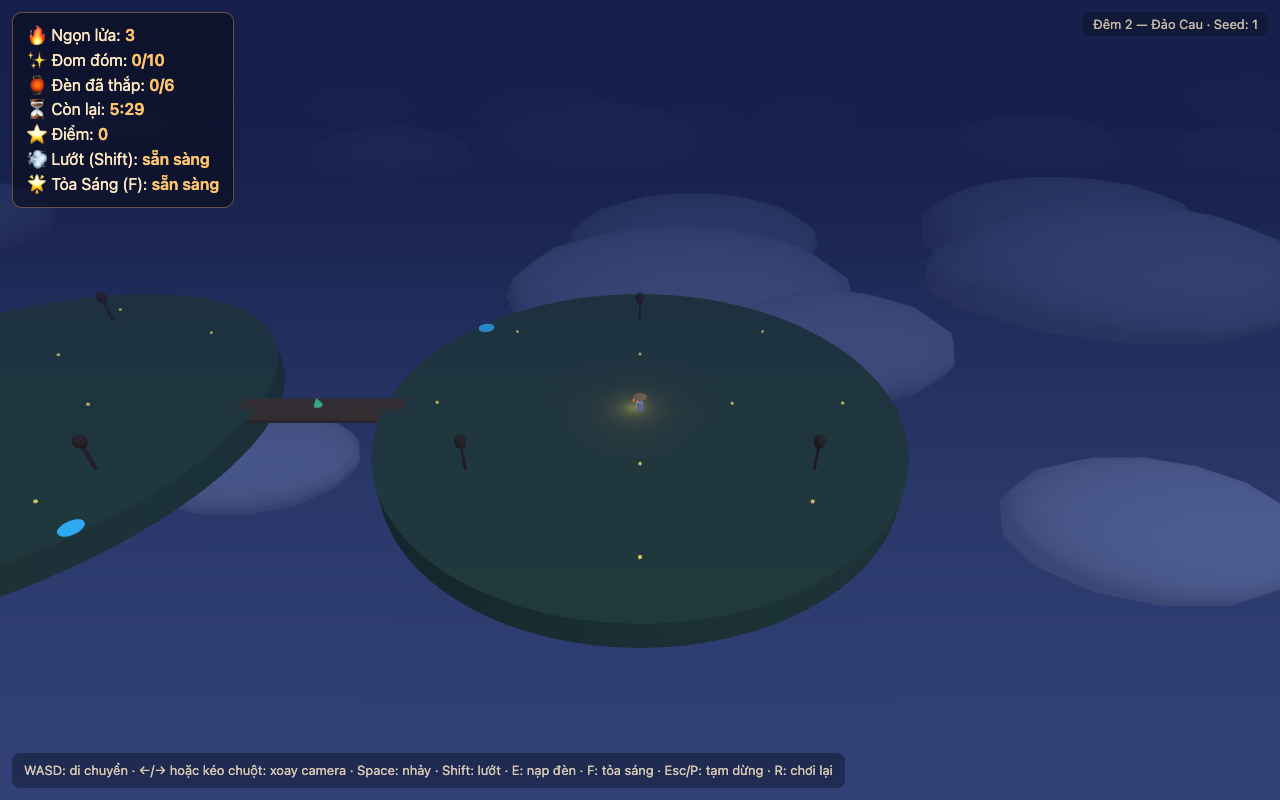 🔥 Ngọn lửa: 3
✨ Đom đóm: 0/10
🏮 Đèn đã thắp: 0/6
⏳ Còn lại: 5:29
⭐ Điểm: 0
💨 Lướt (Shift): sẵn sàng
🌟 Tỏa Sáng (F): sẵn sàng
Đêm 2 — Đảo Cau · Seed: 1
WASD: di chuyển · ←/→ hoặc kéo chuột: xoay camera · Space: nhảy · Shift: lướt · E: nạp đèn · F: tỏa sáng · Esc/P: tạm dừng · R: chơi lại